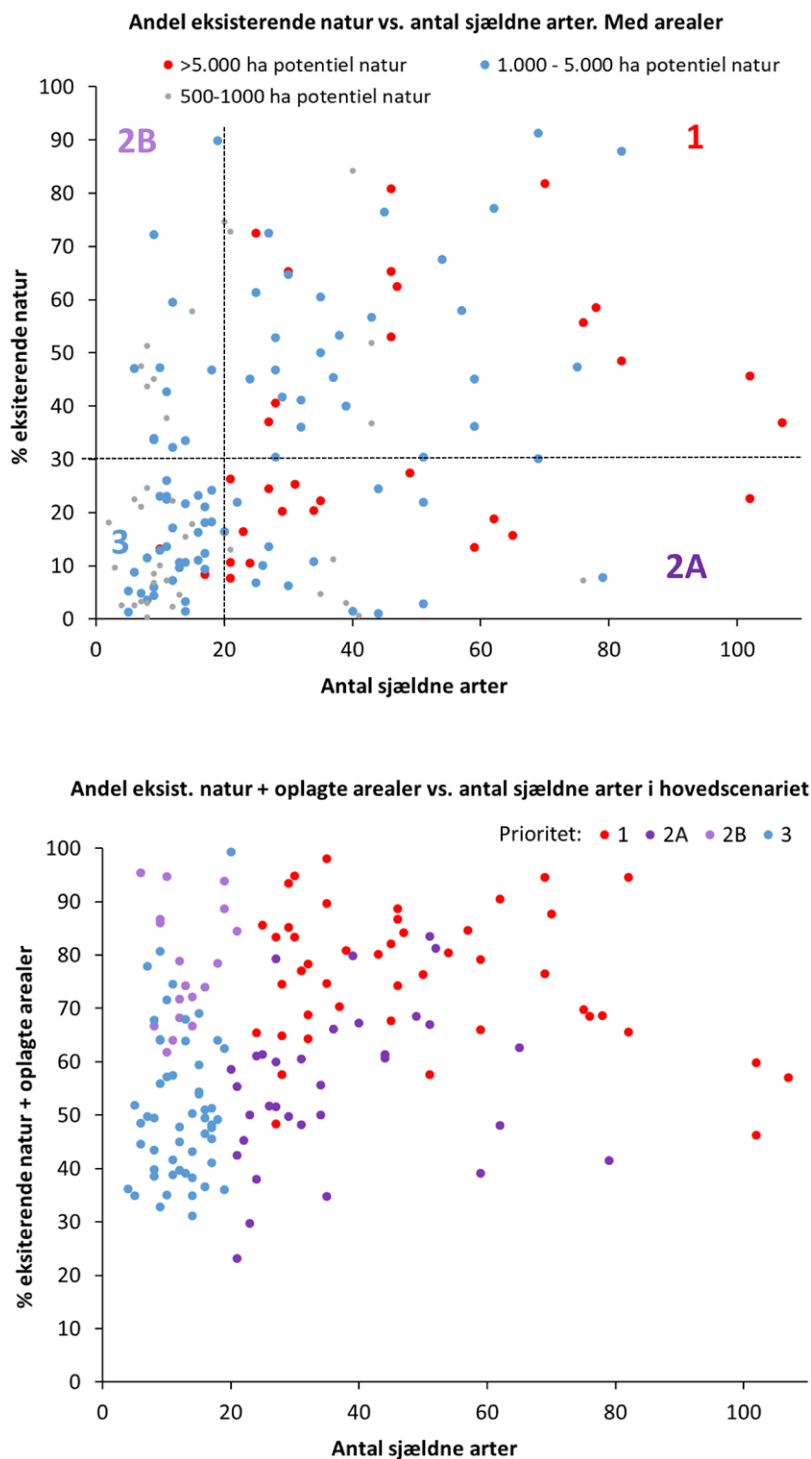 Andel eksisterende natur vs. antal sjældne arter. Med arealer
>5.000 ha potentiel natur
1.000 - 5.000 ha potentiel natur
500-1000 ha potentiel natur
100
90
80
70
60
50
40
30
20
10
0
% eksiterende natur
2B
1
3
2A
0 20 40 60 80 100
Antal sjældne arter
Andel eksist. natur + oplagte arealer vs. antal sjældne arter i hovedscenariet
Prioritet: 1 2A 2B 3
100
90
80
70
60
50
40
30
20
10
0
% eksiterende natur + oplagte arealer
0 20 40 60 80 100
Antal sjældne arter